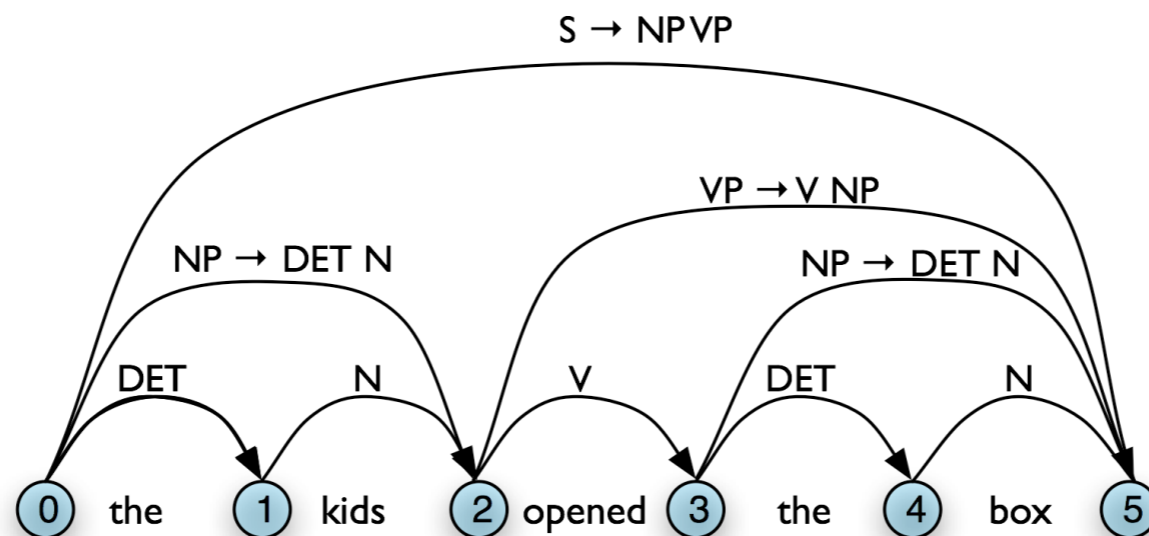 S → NP VP
VP → V NP
NP → DET N NP → DET N
DET N V DET N
0 the 1 kids 2 opened 3 the 4 box 5